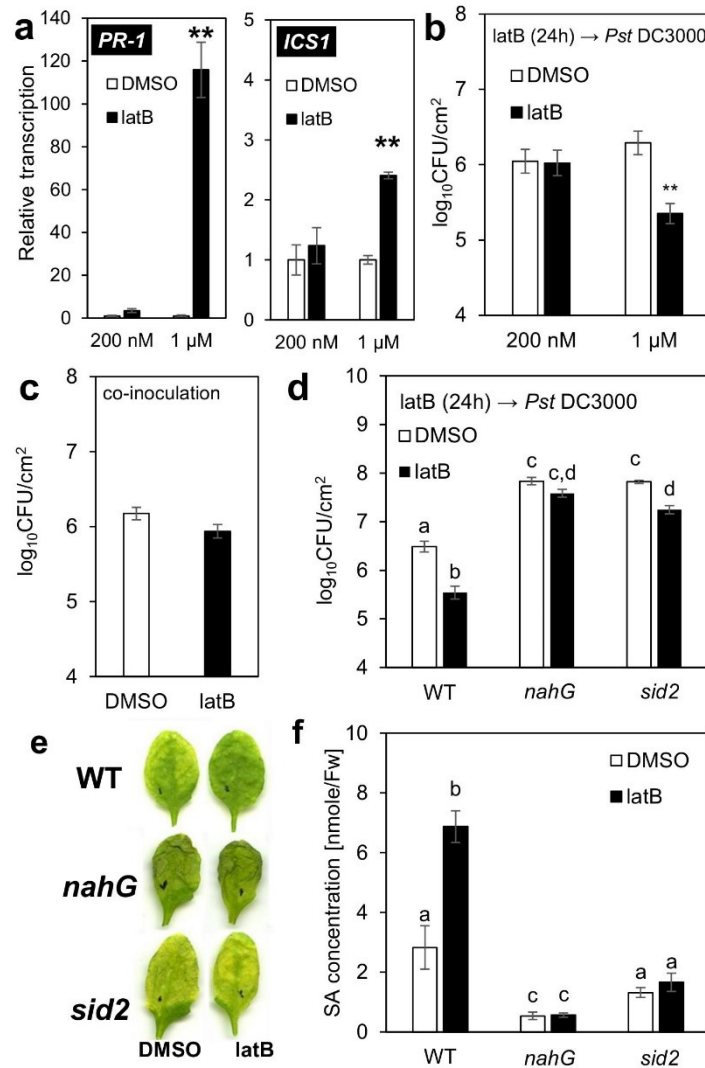 a
PR-1
**
DMSO
latB
Relative transcription
140
120
100
80
60
40
20
0
200 nM 1 µM
ICS1
DMSO
latB
**
5
4
3
2
1
0
200 nM 1 µM
b
latB (24h) → Pst DC3000
DMSO
latB
**
log10CFU/cm²
8
7
6
5
4
200 nM 1 µM
c
co-inoculation
log10CFU/cm²
8
7
6
5
4
DMSO latB
d
latB (24h) → Pst DC3000
DMSO
latB
log10CFU/cm²
10
9
8
7
6
5
4
a b c c,d c d
WT nahG sid2
e
WT
nahG
sid2
DMSO latB
f
DMSO
latB
SA concentration [nmole/Fw]
10
8
6
4
2
0
a b c c a a
WT nahG sid2